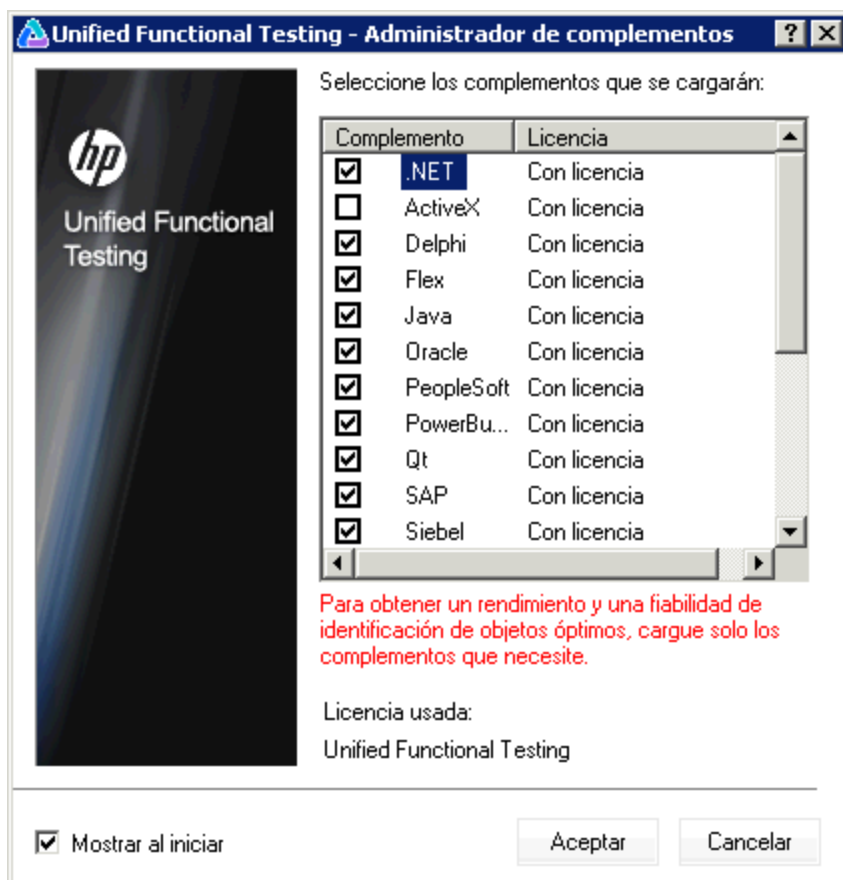 Unified Functional Testing - Administrador de complementos
hp
Unified Functional
Testing
Seleccione los complementos que se cargarán:
Complemento Licencia
.NET Con licencia
ActiveX Con licencia
Delphi Con licencia
Flex Con licencia
Java Con licencia
Oracle Con licencia
PeopleSoft Con licencia
PowerBu... Con licencia
Qt Con licencia
SAP Con licencia
Siebel Con licencia
Para obtener un rendimiento y una fiabilidad de
identificación de objetos óptimos, cargue solo los
complementos que necesite.
Licencia usada:
Unified Functional Testing
Mostrar al iniciar
Aceptar
Cancelar